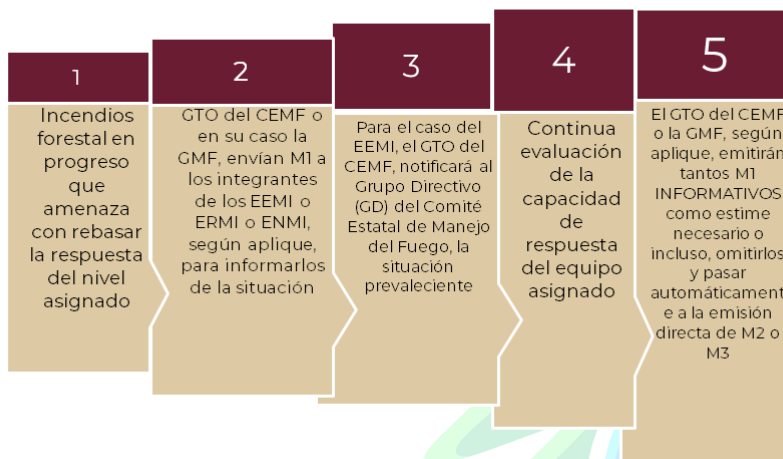 1
Incendios
forestal en
progreso
que
amenaza
con rebasar
la respuesta
del nivel
asignado
2
GTO del CEMF o
en su caso la
GMF, envían M1 a
los integrantes
de los EEMI o
ERMI o ENMI,
según aplique,
para informarlos
de la situación
3
Para el caso del
EEMI, el GTO del
CEMF, notificará al
Grupo Directivo
(GD) del Comité
Estatal de Manejo
del Fuego, la
situación
prevaleciente
4
Continua
evaluación
de la
capacidad
de
respuesta
del equipo
asignado
5
El GTO del CEMF
o la GMF, según
aplique, emitirán
tantos M1
INFORMATIVOS
como estime
necesario o
incluso, omitirlos
y pasar
automáticament
e a la emisión
directa de M2 o
M3